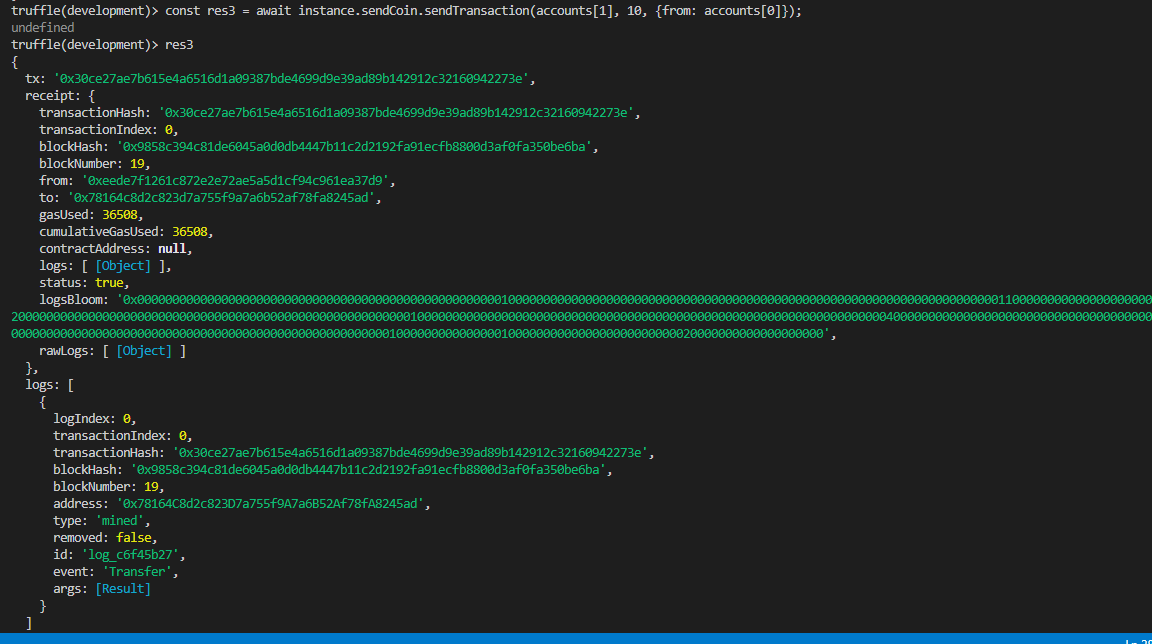 truffle(development)> const res3 = await instance.sendCoin.sendTransaction(accounts[1], 10, {from: accounts[0]});
undefined
truffle(development)> res3
{
  tx: '0x30ce27ae7b615e4a6516d1a09387bde4699d9e39ad89b142912c32160942273e',
  receipt: {
    transactionHash: '0x30ce27ae7b615e4a6516d1a09387bde4699d9e39ad89b142912c32160942273e',
    transactionIndex: 0,
    blockHash: '0x9858c394c81de6045a0d0db4447b11c2d2192fa91ecfb8800d3af0fa350be6ba',
    blockNumber: 19,
    from: '0xeede7f1261c872e2e72ae5a5d1cf94c961ea37d9',
    to: '0x78164c8d2c823d7a755f9a7a6b52af78fa8245ad',
    gasUsed: 36508,
    cumulativeGasUsed: 36508,
    contractAddress: null,
    logs: [ [Object] ],
    status: true,
    logsBloom:
    rawLogs: [ [Object] ]
  },
  logs: [
    {
      logIndex: 0,
      transactionIndex: 0,
      transactionHash: '0x30ce27ae7b615e4a6516d1a09387bde4699d9e39ad89b142912c32160942273e',
      blockHash: '0x9858c394c81de6045a0d0db4447b11c2d2192fa91ecfb8800d3af0fa350be6ba',
      blockNumber: 19,
      address: '0x78164C8d2c823D7a755f9A7a6B52Af78fA8245ad',
      type: 'mined',
      removed: false,
      id: 'log_c6f45b27',
      event: 'Transfer',
      args: [Result]
    }
  ]